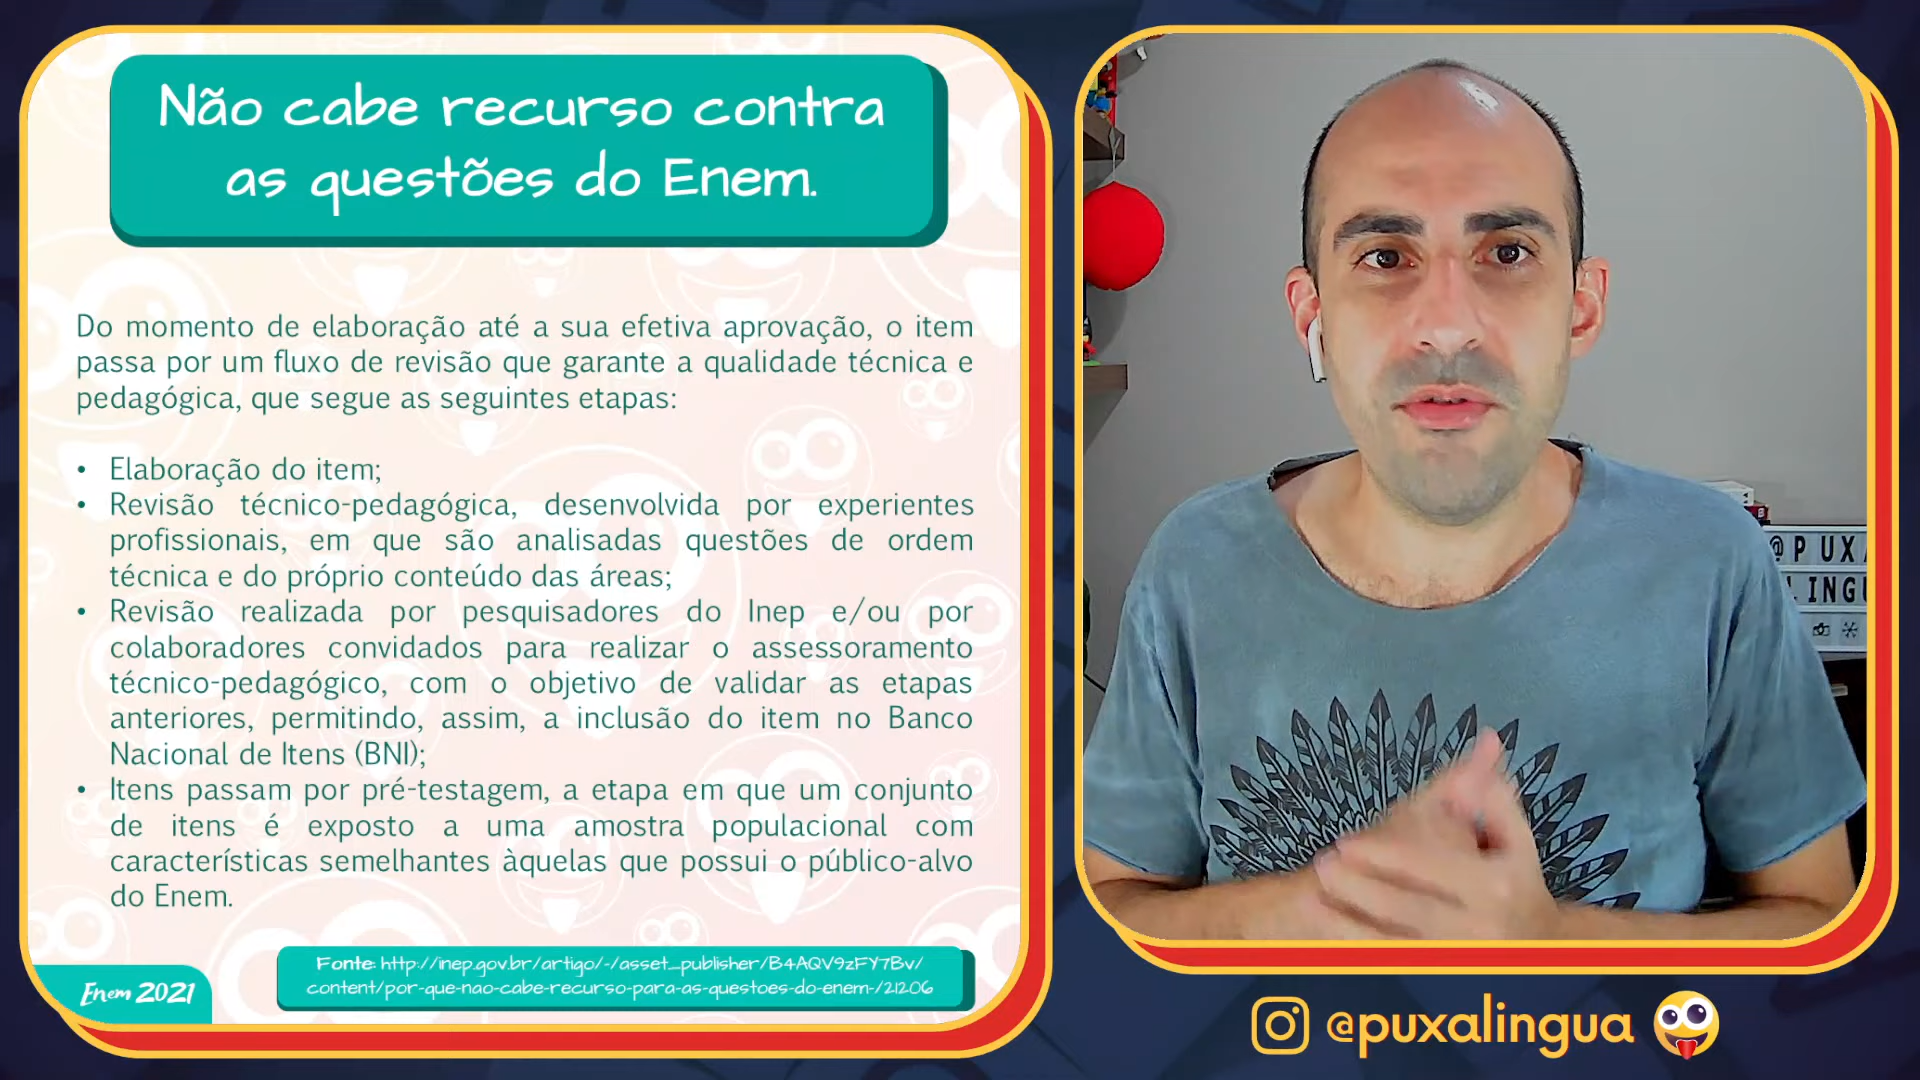 Não cabe recurso contra
as questões do Enem.
Do momento de elaboração até a sua efetiva aprovação, o item
passa por um fluxo de revisão que garante a qualidade técnica e
pedagógica, que segue as seguintes etapas:
• Elaboração do item;
• Revisão técnico-pedagógica, desenvolvida por experientes
profissionais, em que são analisadas questões de ordem
técnica e do próprio conteúdo das áreas;
• Revisão realizada por pesquisadores do Inep e/ou por
colaboradores convidados para realizar o assessoramento
técnico-pedagógico, com o objetivo de validar as etapas
anteriores, permitindo, assim, a inclusão do item no Banco
Nacional de Itens (BNI);
• Itens passam por pré-testagem, a etapa em que um conjunto
de itens é exposto a uma amostra populacional com
características semelhantes àquelas que possui o público-alvo
do Enem.
Fonte: http://inep.gov.br/artigo/-/asset_publisher/B4AQV9zFY7Bv/
content/por-que-nao-cabe-recurso-para-as-questoes-do-enem-/21206
Enem 2021
@PUXA
LINGU
@puxalingua